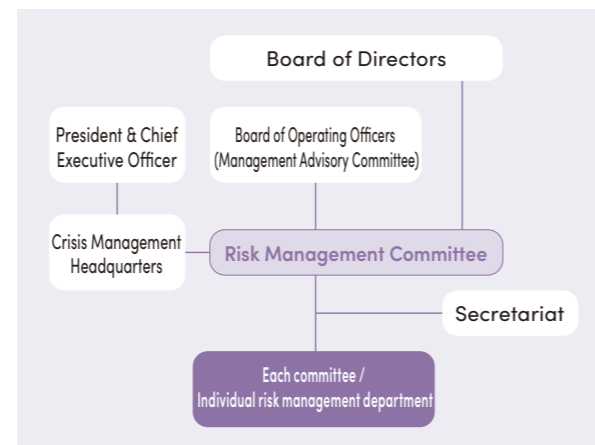 Board of Directors
President & Chief
Executive Officer
Board of Operating Officers
(Management Advisory Committee)
Crisis Management
Headquarters
Risk Management Committee
Secretariat
Each committee /
Individual risk management department